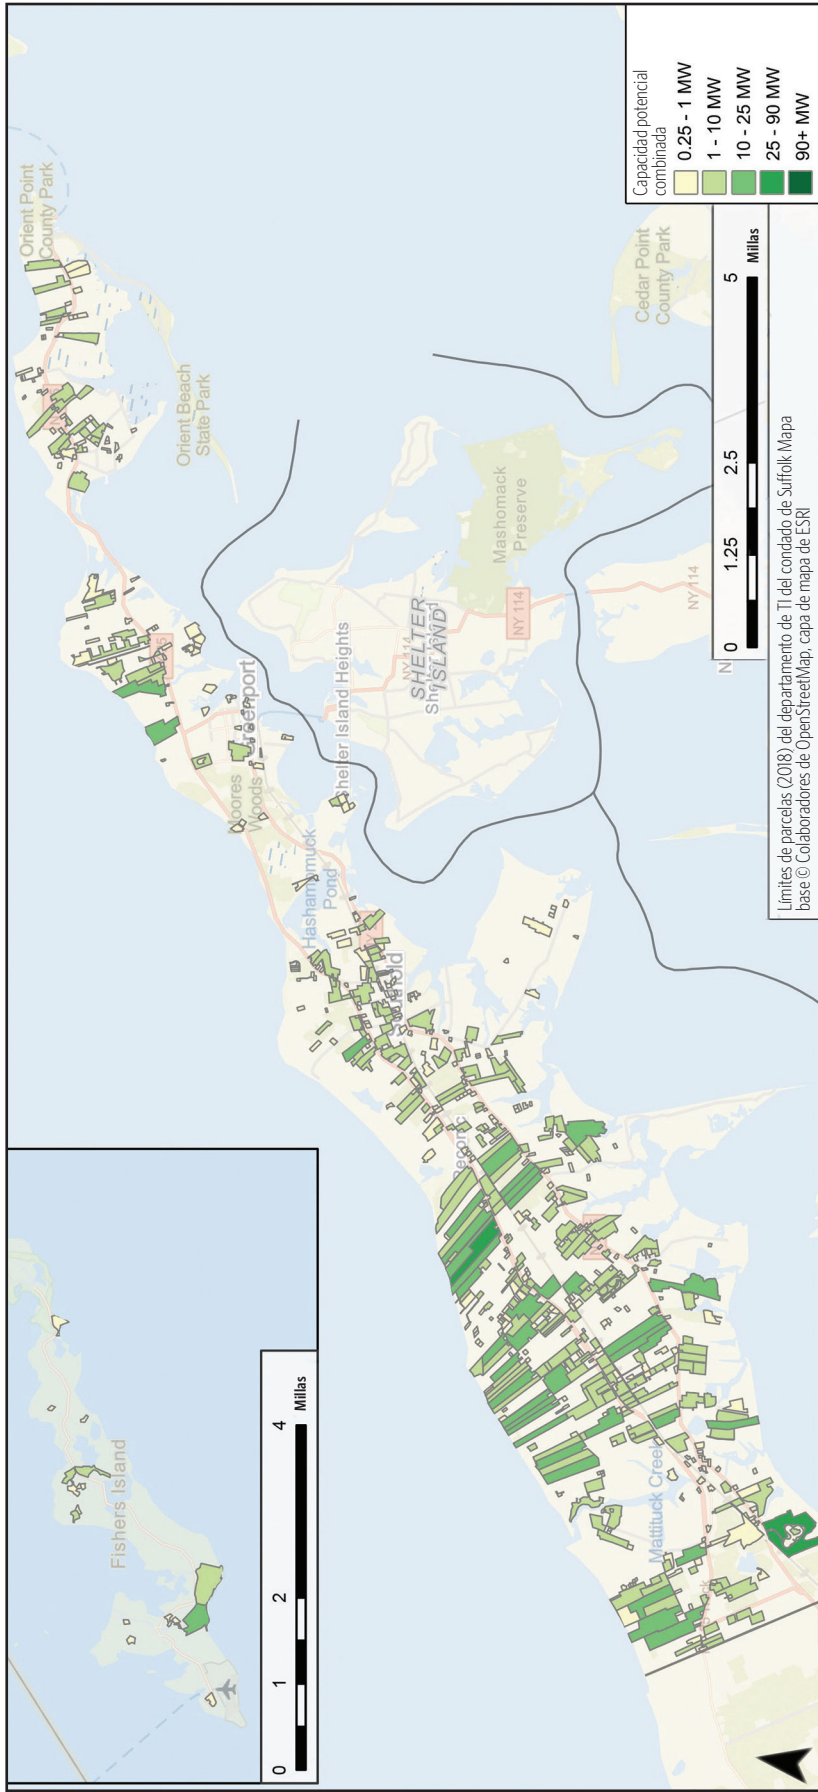 Orient Point
County Park
Orient Beach
State Park
Cedar Point
County Park
Mashomack
Preserve
NY 114
NY 114
NY 114
SHELTER
ISLAND
Shelter Island Heights
Moores
Woods
Hashamomuck
Pond
Mattituck Creek
Fishers Island
0
1
2
4
Millas
0
1.25
2.5
5
Millas
Capacidad potencial
combinada
0.25 - 1 MW
1 - 10 MW
10 - 25 MW
25 - 90 MW
90+ MW
Límites de parcelas (2018) del departamento de TI del condado de Suffolk Mapa
base © Colaboradores de OpenStreetMap, capa de mapa de ESRI